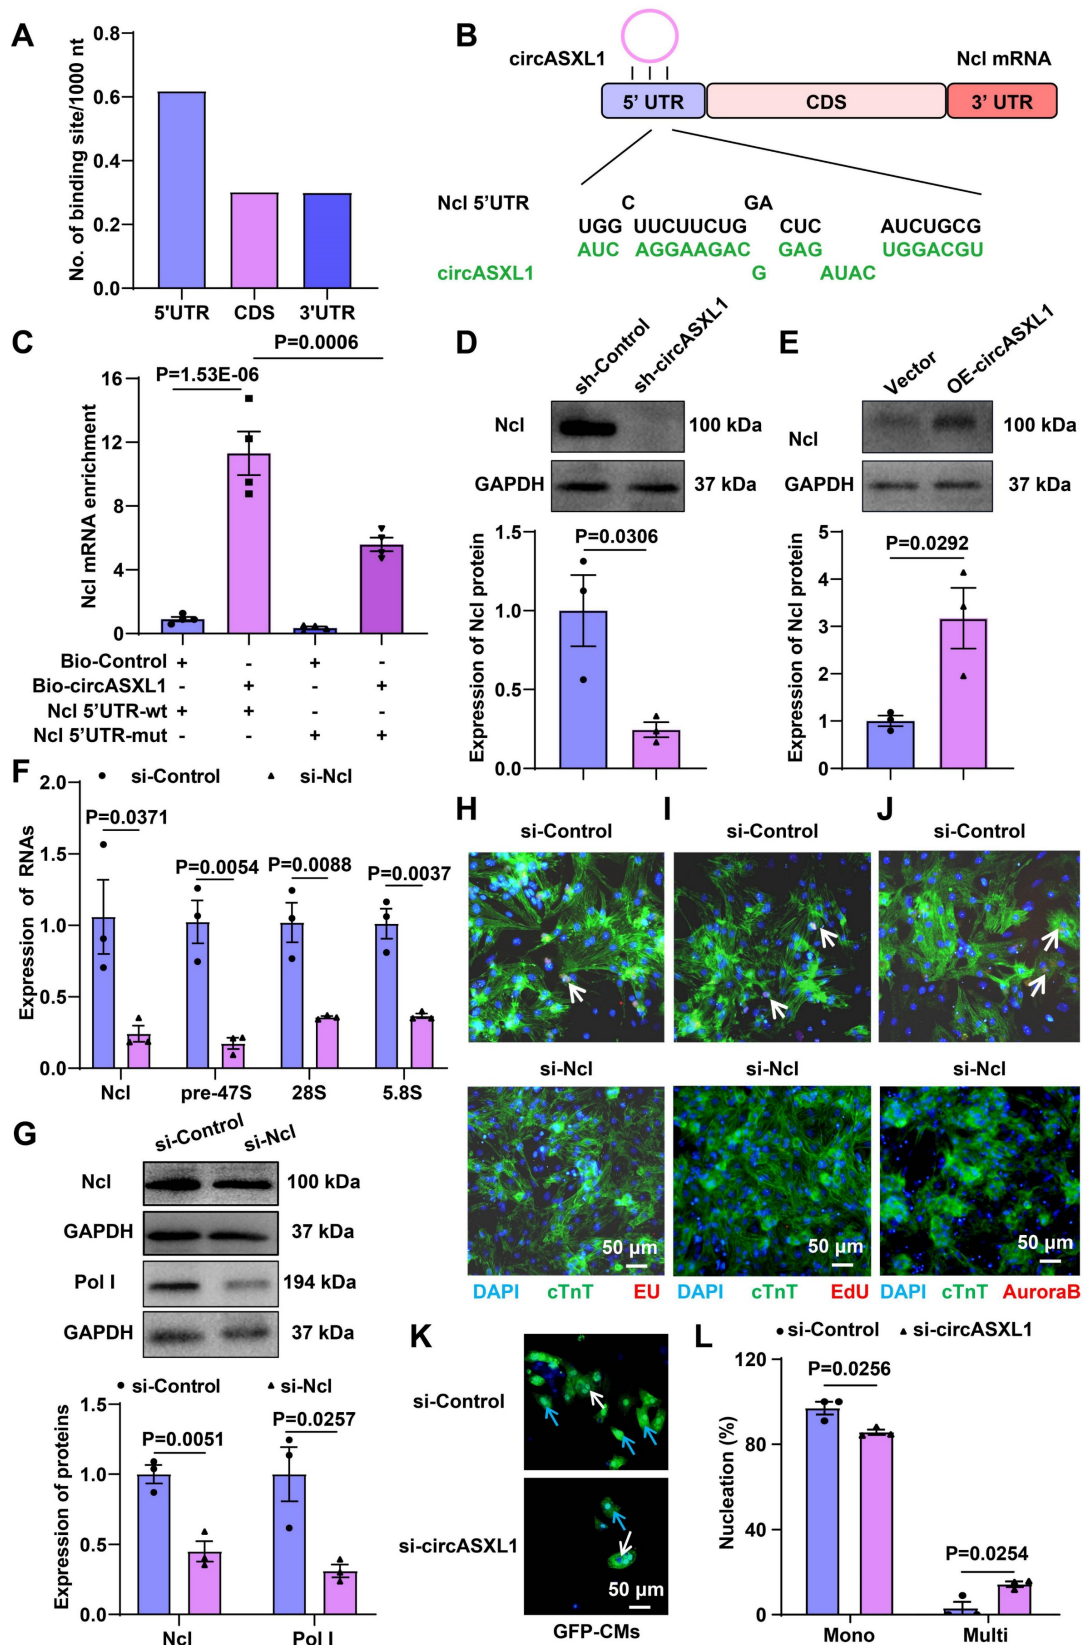 A
No. of binding site/1000 nt
0.8
0.6
0.4
0.2
0.0
5'UTR CDS 3'UTR
B
circASXL1
Ncl mRNA
5' UTR CDS 3' UTR
Ncl 5'UTR
C GA
UGG UUCUUCUG CUC AUCUGCG
AUC AGGAAGAC GAG UGGACGU
circASXL1
G AUAC
C
P=0.0006
P=1.53E-06
Ncl mRNA enrichment
16
12
8
4
0
Bio-Control + - + -
Bio-circASXL1 - + - +
Ncl 5'UTR-wt + + - -
Ncl 5'UTR-mut - - + +
D
sh-Control sh-circASXL1
Ncl 100 kDa
GAPDH 37 kDa
Expression of Ncl protein
1.5
1.0
0.5
0.0
P=0.0306
E
Vector OE-circASXL1
Ncl 100 kDa
GAPDH 37 kDa
Expression of Ncl protein
5
4
3
2
1
0
P=0.0292
F
si-Control si-Ncl
Expression of RNAs
2.0
1.5
1.0
0.5
0.0
P=0.0371
P=0.0054
P=0.0088
P=0.0037
Ncl pre-47S 28S 5.8S
G
si-Control si-Ncl
Ncl 100 kDa
GAPDH 37 kDa
Pol I 194 kDa
GAPDH 37 kDa
si-Control si-Ncl
Expression of proteins
1.5
1.0
0.5
0.0
P=0.0051
P=0.0257
Ncl Pol I
H I J
si-Control si-Control si-Control
si-Ncl si-Ncl si-Ncl
50 μm 50 μm 50 μm
DAPI cTnT EU DAPI cTnT EdU DAPI cTnT AuroraB
K
si-Control
si-circASXL1
50 μm
GFP-CMs
L
si-Control si-circASXL1
Nucleation (%)
120
80
40
0
P=0.0256
P=0.0254
Mono Multi